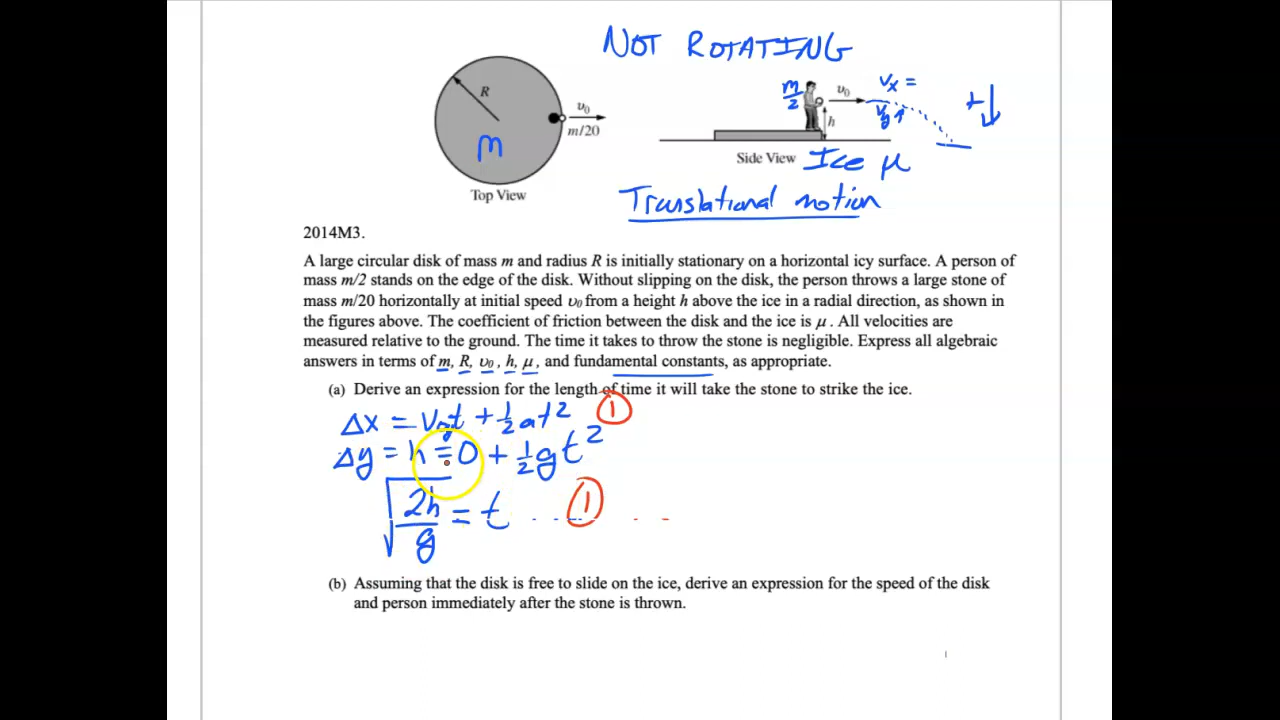 NOT ROTATING
R
υ0
m/20
m
Top View
m/2
υ0
vx =
vy↑
+↓
h
Side View
Ice μ
Translational motion
2014M3.
A large circular disk of mass m and radius R is initially stationary on a horizontal icy surface. A person of
mass m/2 stands on the edge of the disk. Without slipping on the disk, the person throws a large stone of
mass m/20 horizontally at initial speed υ0 from a height h above the ice in a radial direction, as shown in
the figures above. The coefficient of friction between the disk and the ice is μ . All velocities are
measured relative to the ground. The time it takes to throw the stone is negligible. Express all algebraic
answers in terms of m, R, υ0 , h, μ, and fundamental constants, as appropriate.
(a) Derive an expression for the length of time it will take the stone to strike the ice.
Δx = v0yt + ½at² ①
Δy = h = 0 + ½gt²
√(2h/g) = t ①
(b) Assuming that the disk is free to slide on the ice, derive an expression for the speed of the disk
and person immediately after the stone is thrown.